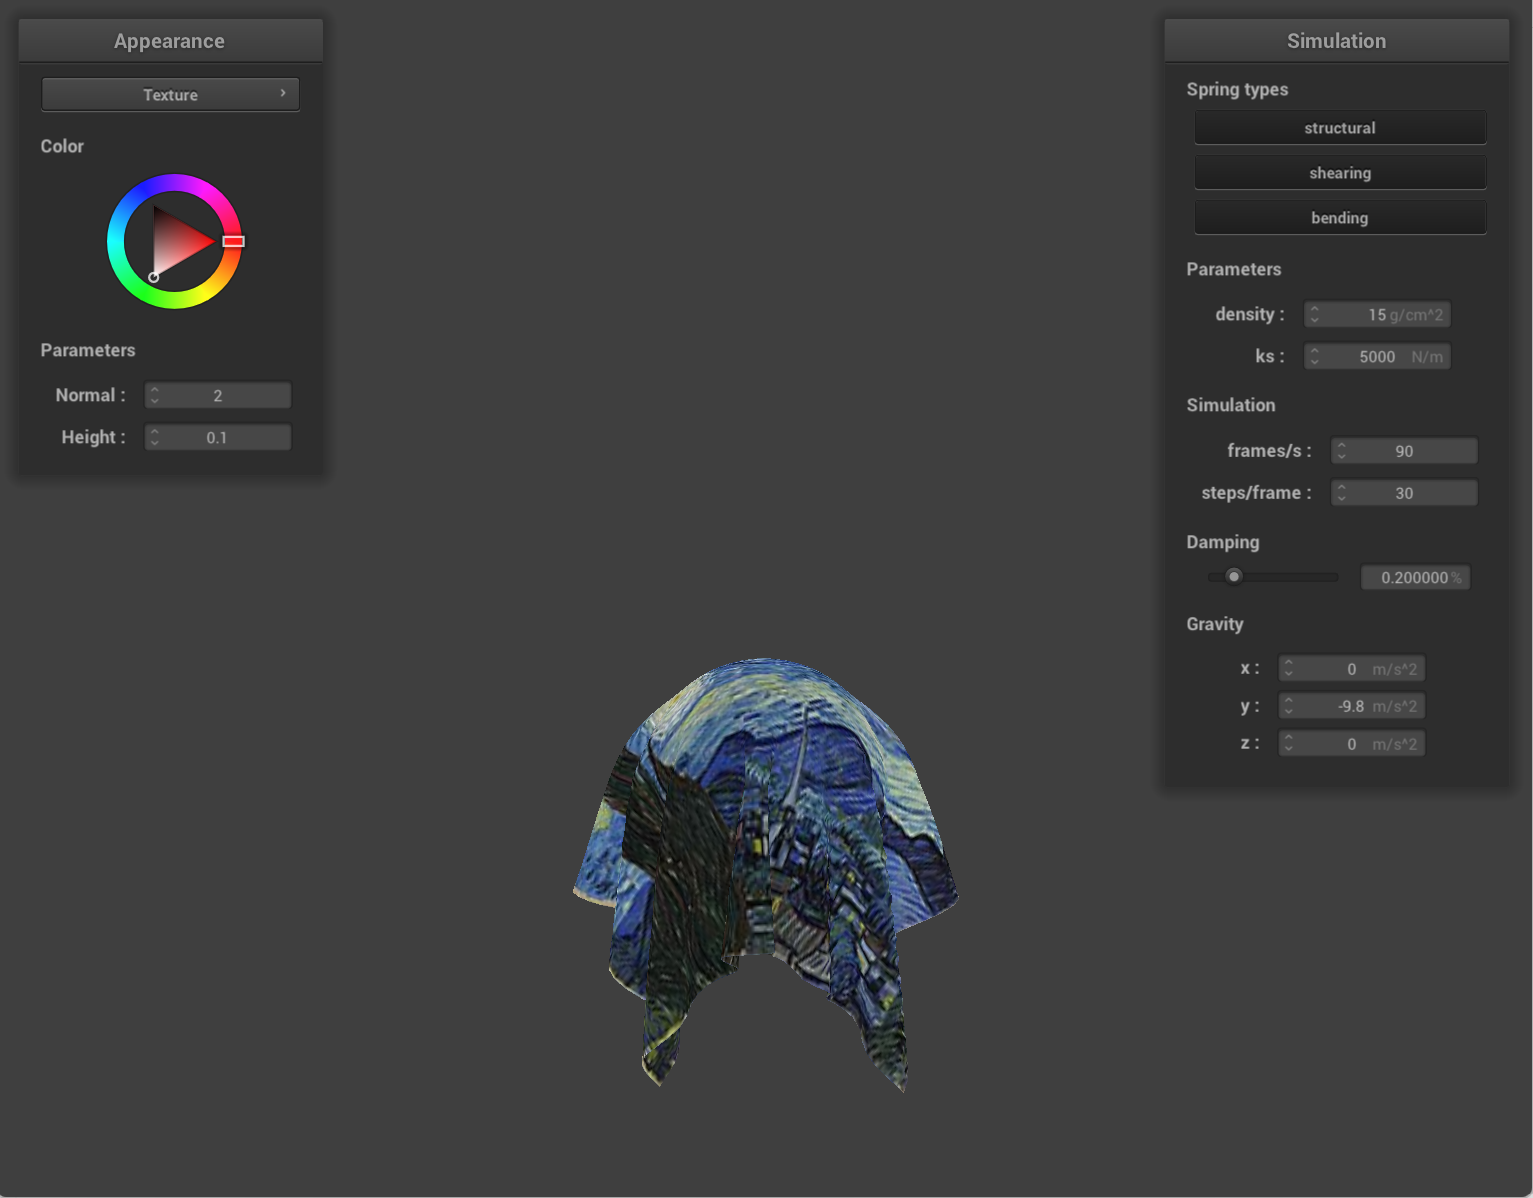 Appearance
Texture
Color
Parameters
Normal : 2
Height : 0.1
Simulation
Spring types
structural
shearing
bending
Parameters
density : 15 g/cm^2
ks : 5000 N/m
Simulation
frames/s : 90
steps/frame : 30
Damping
0.200000 %
Gravity
x : 0 m/s^2
y : -9.8 m/s^2
z : 0 m/s^2